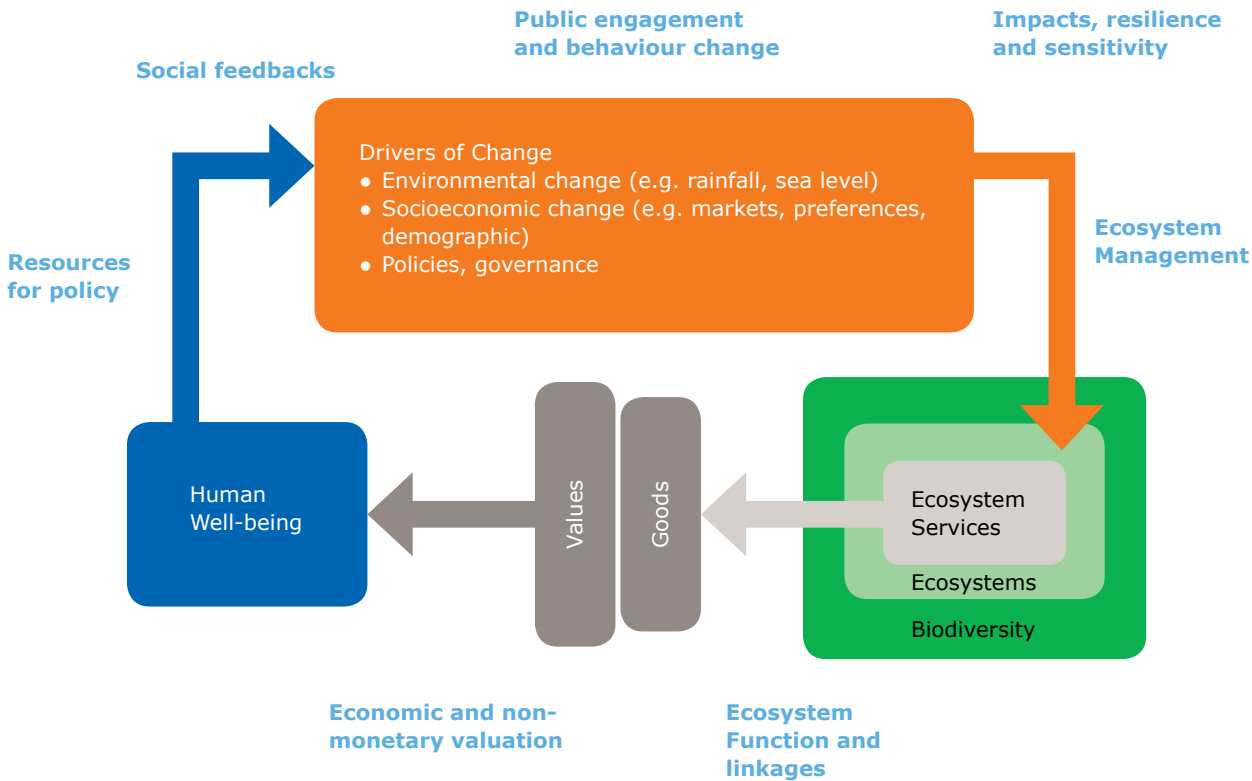 Public engagement
and behaviour change
Impacts, resilience
and sensitivity
Social feedbacks
Drivers of Change
● Environmental change (e.g. rainfall, sea level)
● Socioeconomic change (e.g. markets, preferences,
demographic)
● Policies, governance
Resources
for policy
Ecosystem
Management
Human
Well-being
Values
Goods
Ecosystem
Services
Ecosystems
Biodiversity
Economic and non-
monetary valuation
Ecosystem
Function and
linkages